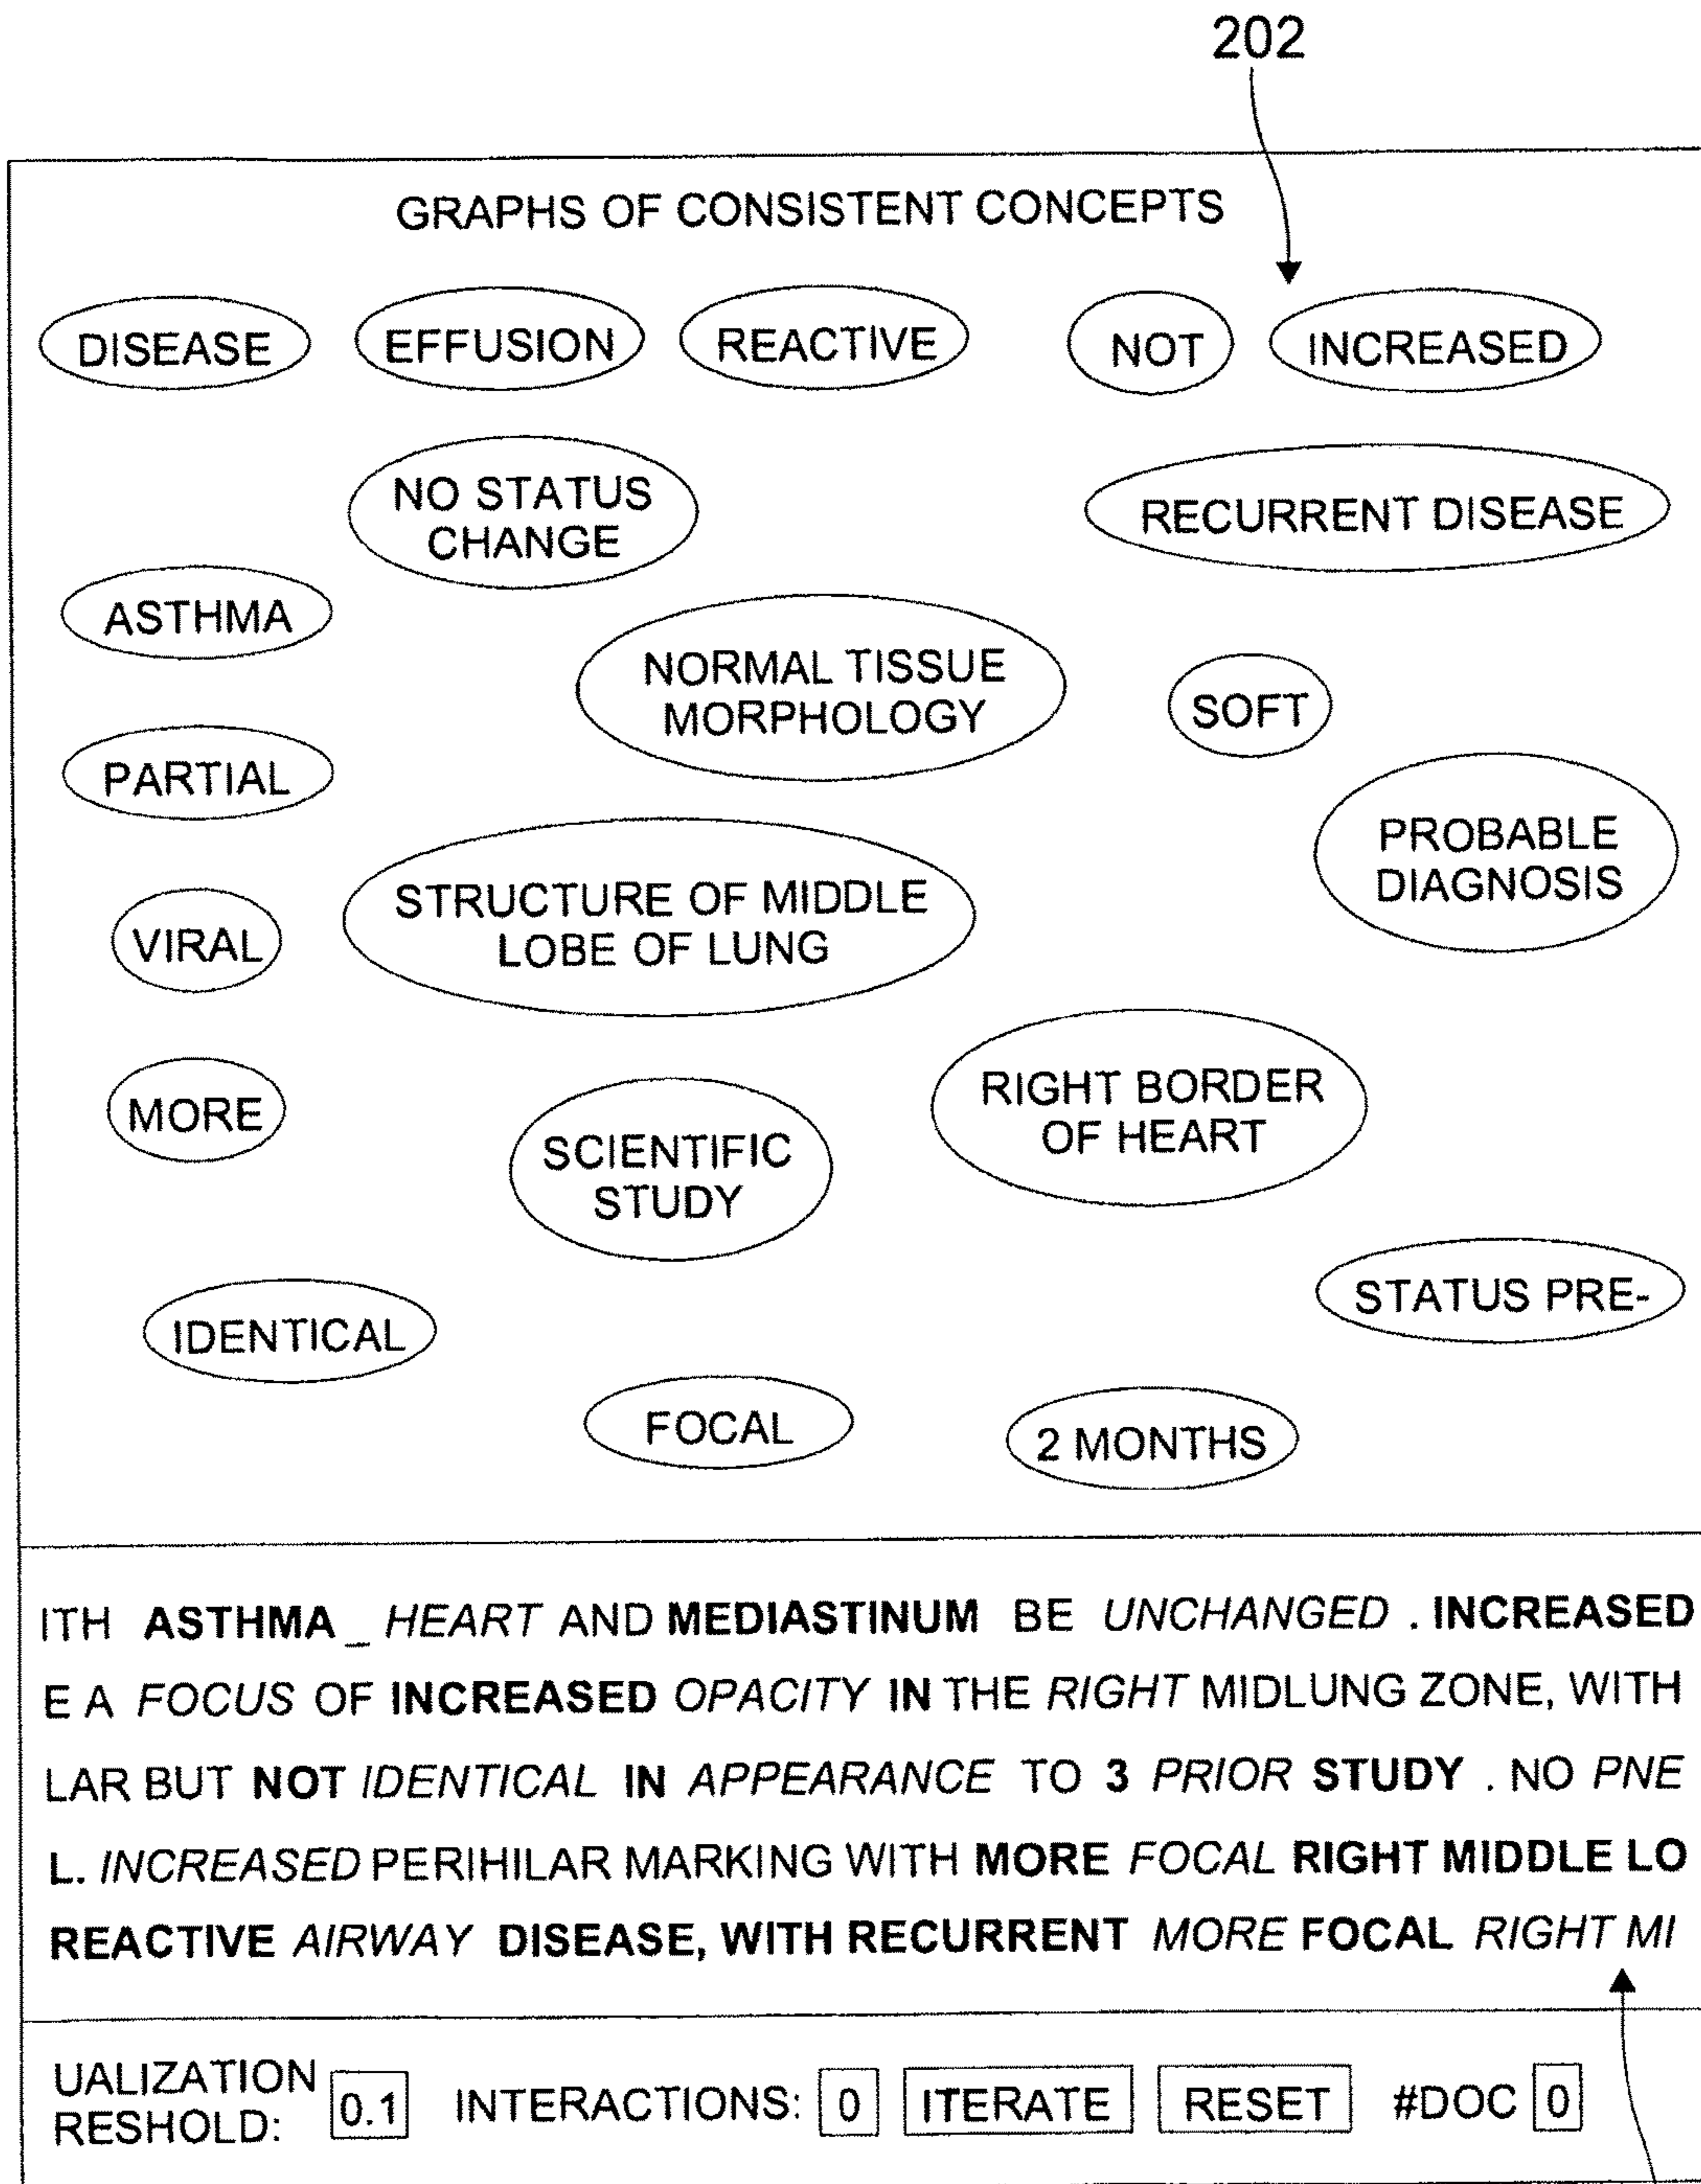 202
GRAPHS OF CONSISTENT CONCEPTS
DISEASE EFFUSION REACTIVE NOT INCREASED
NO STATUS
CHANGE
RECURRENT DISEASE
ASTHMA
NORMAL TISSUE
MORPHOLOGY
SOFT
PARTIAL
PROBABLE
DIAGNOSIS
STRUCTURE OF MIDDLE
LOBE OF LUNG
VIRAL
RIGHT BORDER
OF HEART
MORE
SCIENTIFIC
STUDY
STATUS PRE-
IDENTICAL
FOCAL
2 MONTHS
ITH ASTHMA _ HEART AND MEDIASTINUM BE UNCHANGED . INCREASED
E A FOCUS OF INCREASED OPACITY IN THE RIGHT MIDLUNG ZONE, WITH
LAR BUT NOT IDENTICAL IN APPEARANCE TO 3 PRIOR STUDY . NO PNE
L. INCREASED PERIHILAR MARKING WITH MORE FOCAL RIGHT MIDDLE LO
REACTIVE AIRWAY DISEASE, WITH RECURRENT MORE FOCAL RIGHT MI
UALIZATION
RESHOLD: 0.1 INTERACTIONS: 0 ITERATE RESET #DOC 0